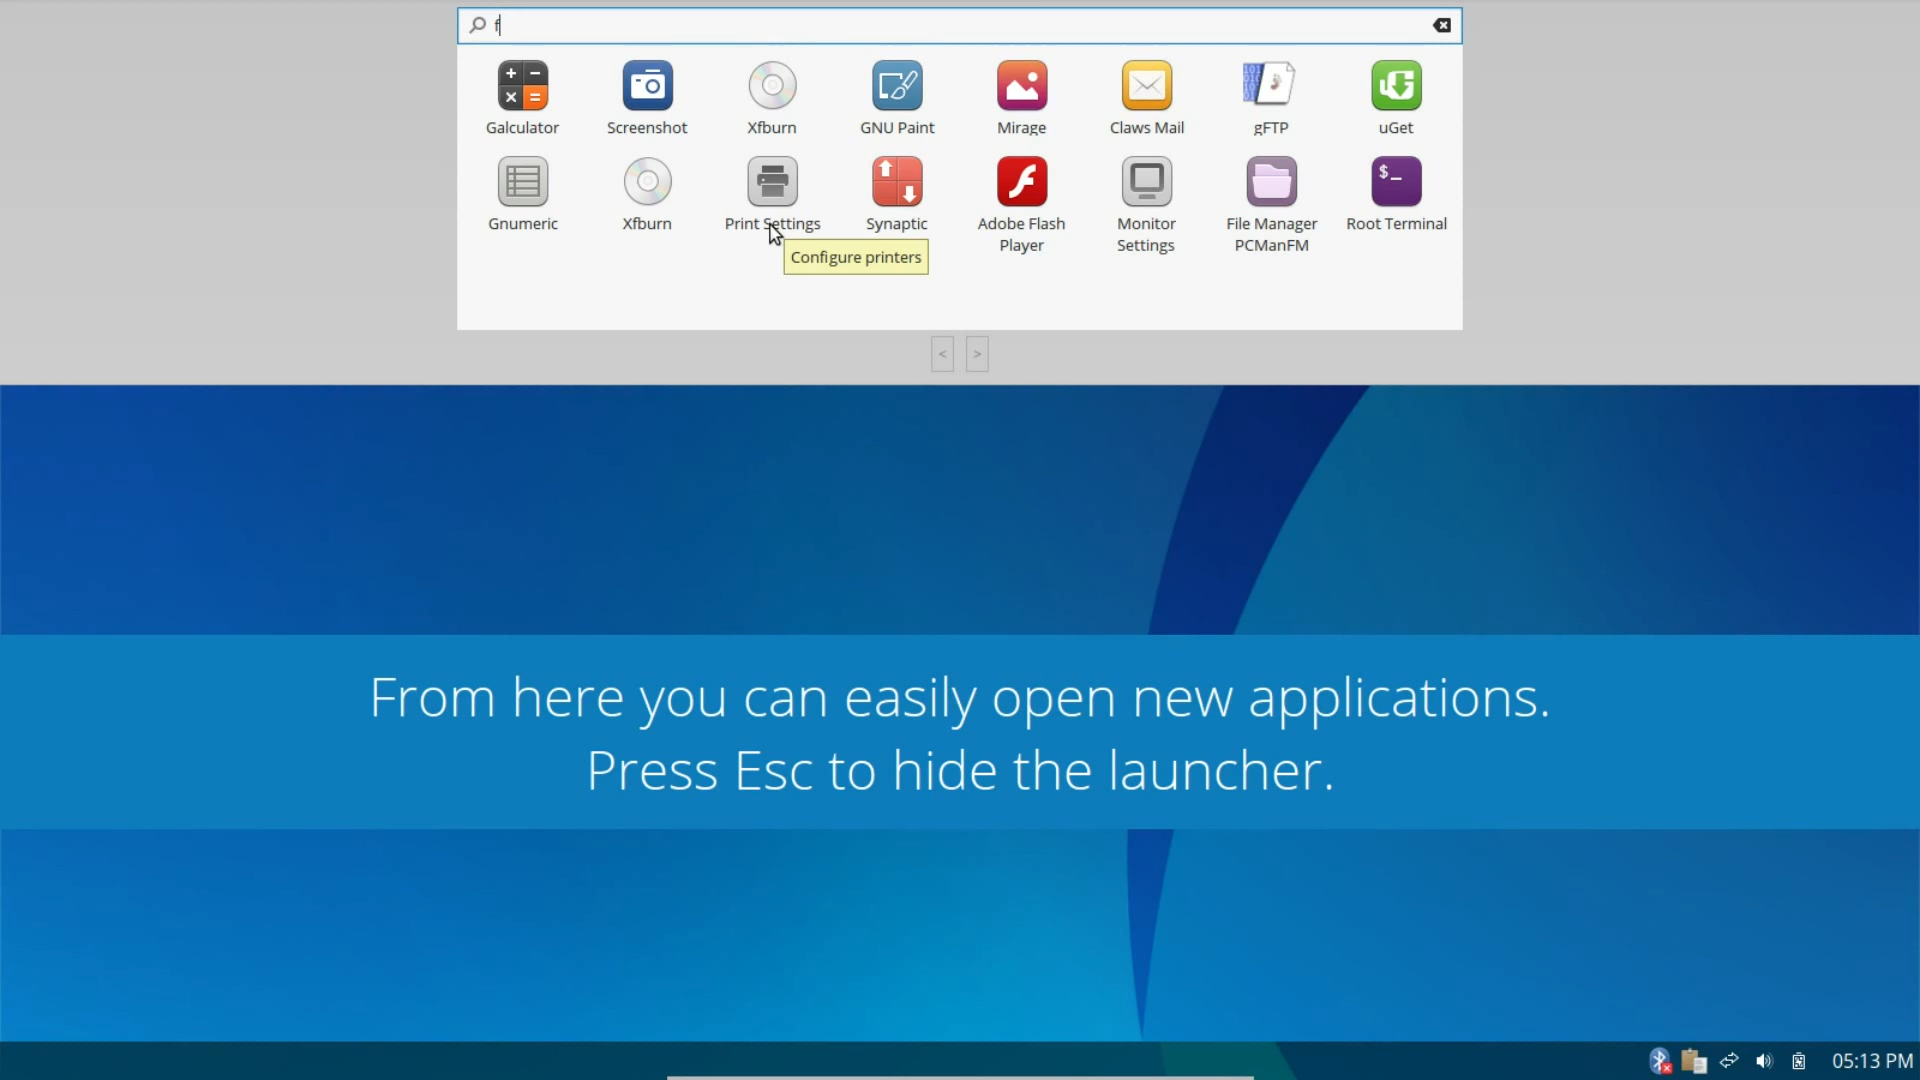 f
Galculator
Screenshot
Xfburn
GNU Paint
Mirage
Claws Mail
gFTP
uGet
Gnumeric
Xfburn
Print Settings
Synaptic
Adobe Flash
Player
Monitor
Settings
File Manager
PCManFM
Root Terminal
Configure printers
< >
From here you can easily open new applications.
Press Esc to hide the launcher.
05:13 PM